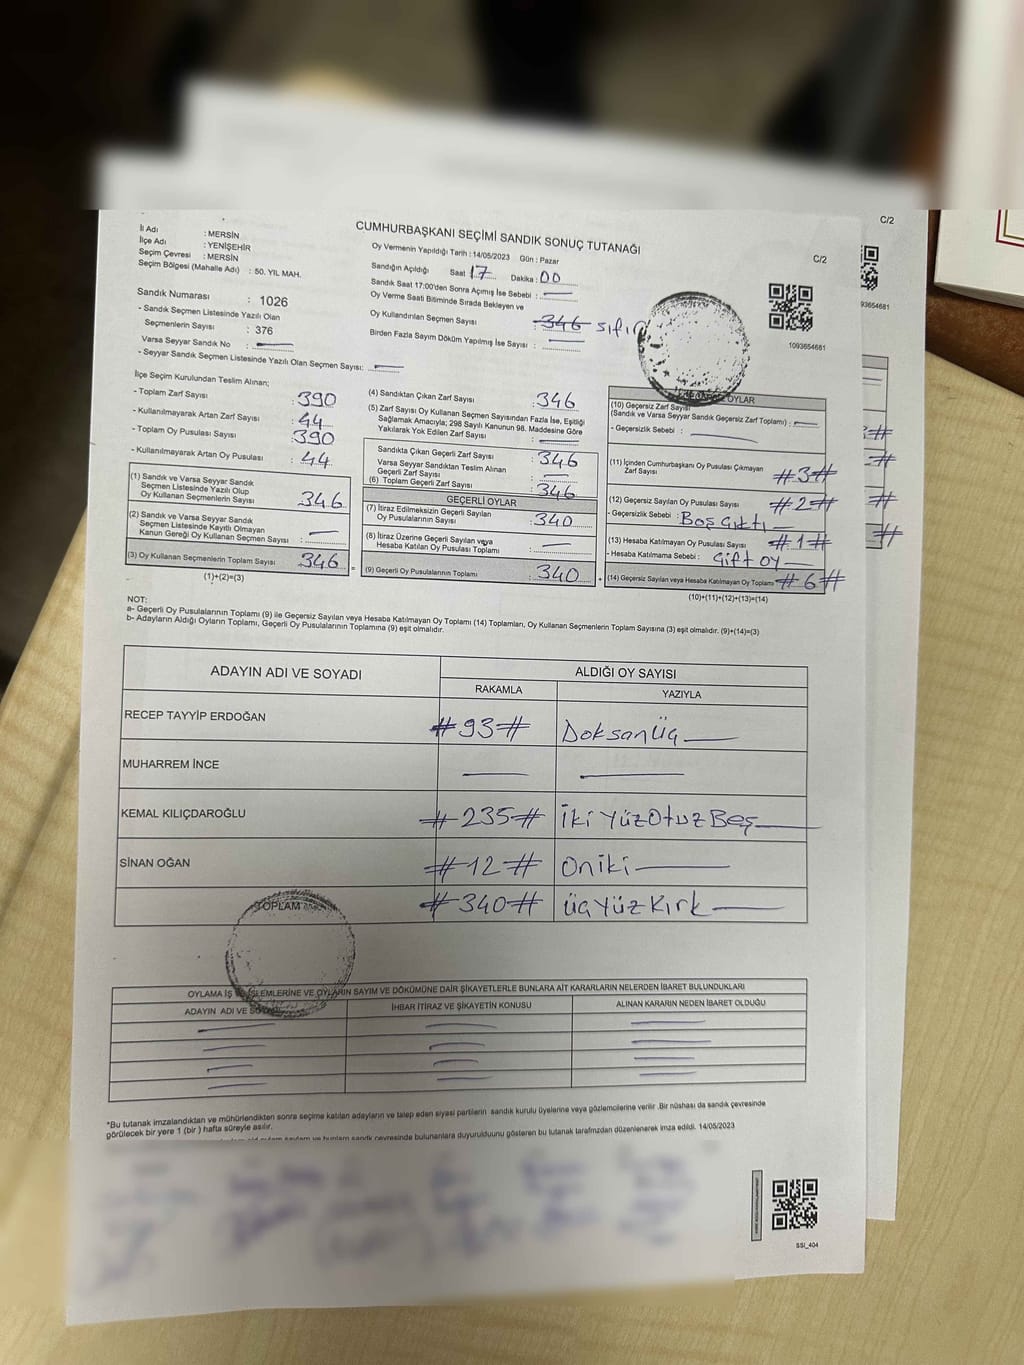 C/2
İl Adı : MERSİN
İlçe Adı : YENİŞEHİR
Seçim Çevresi : MERSİN
Seçim Bölgesi (Mahalle Adı) : 50. YIL MAH.
CUMHURBAŞKANI SEÇİMİ SANDIK SONUÇ TUTANAĞI
C/2
Oy Vermenin Yapıldığı Tarih : 14/05/2023 Gün : Pazar
Sandığın Açıldığı Saat 17 Dakika : 00
Sandık Saat 17:00'den Sonra Açılmış İse Sebebi :
Oy Verme Saati Bitiminde Sırada Bekleyen ve
Oy Kullandırılan Seçmen Sayısı : 346 sıfır
Birden Fazla Sayım Döküm Yapılmış İse Sayısı :
1093654681
Sandık Numarası : 1026
- Sandık Seçmen Listesinde Yazılı Olan
Seçmenlerin Sayısı : 376
Varsa Seyyar Sandık No :
- Seyyar Sandık Seçmen Listesinde Yazılı Olan Seçmen Sayısı:
İlçe Seçim Kurulundan Teslim Alınan;
- Toplam Zarf Sayısı : 390
- Kullanılmayarak Artan Zarf Sayısı : 44
- Toplam Oy Pusulası Sayısı : 390
- Kullanılmayarak Artan Oy Pusulası : 44
(1) Sandık ve Varsa Seyyar Sandık
Seçmen Listesinde Yazılı Olup
Oy Kullanan Seçmenlerin Sayısı : 346
(2) Sandık ve Varsa Seyyar Sandık
Seçmen Listesinde Kayıtlı Olmayan
Kanun Gereği Oy Kullanan Seçmen Sayısı :
(3) Oy Kullanan Seçmenlerin Toplam Sayısı : 346
(1)+(2)=(3)
(4) Sandıktan Çıkan Zarf Sayısı : 346
(5) Zarf Sayısı Oy Kullanan Seçmen Sayısından Fazla İse, Eşitliği
Sağlamak Amacıyla; 298 Sayılı Kanunun 98. Maddesine Göre
Yakılarak Yok Edilen Zarf Sayısı :
Sandıkta Çıkan Geçerli Zarf Sayısı : 346
Varsa Seyyar Sandıktan Teslim Alınan
Geçerli Zarf Sayısı :
(6) Toplam Geçerli Zarf Sayısı : 346
GEÇERLİ OYLAR
(7) İtiraz Edilmeksizin Geçerli Sayılan
Oy Pusulalarının Sayısı : 340
(8) İtiraz Üzerine Geçerli Sayılan veya
Hesaba Katılan Oy Pusulası Toplamı :
(9) Geçerli Oy Pusulalarının Toplamı : 340
OYLAR
(10) Geçersiz Zarf Sayısı
(Sandık ve Varsa Seyyar Sandık Geçersiz Zarf Toplamı) :
- Geçersizlik Sebebi :
(11) İçinden Cumhurbaşkanı Oy Pusulası Çıkmayan
Zarf Sayısı #3#
(12) Geçersiz Sayılan Oy Pusulası Sayısı : #2#
- Geçersizlik Sebebi : Boş çıktı
(13) Hesaba Katılmayan Oy Pusulası Sayısı : #1#
- Hesaba Katılmama Sebebi : Çift oy
(14) Geçersiz Sayılan veya Hesaba Katılmayan Oy Toplamı : #6#
(10)+(11)+(12)+(13)=(14)
NOT:
a- Geçerli Oy Pusulalarının Toplamı (9) ile Geçersiz Sayılan veya Hesaba Katılmayan Oy Toplamı (14) Toplamları, Oy Kullanan Seçmenlerin Toplam Sayısına (3) eşit olmalıdır. (9)+(14)=(3)
b- Adayların Aldığı Oyların Toplamı, Geçerli Oy Pusulalarının Toplamına (9) eşit olmalıdır.
ADAYIN ADI VE SOYADI
ALDIĞI OY SAYISI
RAKAMLA YAZIYLA
RECEP TAYYİP ERDOĞAN #93# Doksanüç
MUHARREM İNCE
KEMAL KILIÇDAROĞLU #235# İkiyüzOtuzBeş
SİNAN OĞAN #12# Oniki
TOPLAM #340# üçyüzkırk
OYLAMA İŞLEMLERİNE VE OYLARIN SAYIM VE DÖKÜMÜNE DAİR ŞİKAYETLERLE BUNLARA AİT KARARLARIN NELERDEN İBARET BULUNDUKLARI
ADAYIN ADI VE SOYADI İHBAR İTİRAZ VE ŞİKAYETİN KONUSU ALINAN KARARIN NEDEN İBARET OLDUĞU
*Bu tutanak imzalandıktan ve mühürlendikten sonra seçime katılan adayların ve talep eden siyasi partilerin sandık kurulu üyelerine veya gözlemcilerine verilir .Bir nüshası da sandık çevresinde
görülecek bir yere 1 (bir ) hafta süreyle asılır.
sandık çevresinde bulunanlara duyurulduunu gösteren bu tutanak tarafımızdan düzenlenerek imza edildi. 14/05/2023
SSI_404